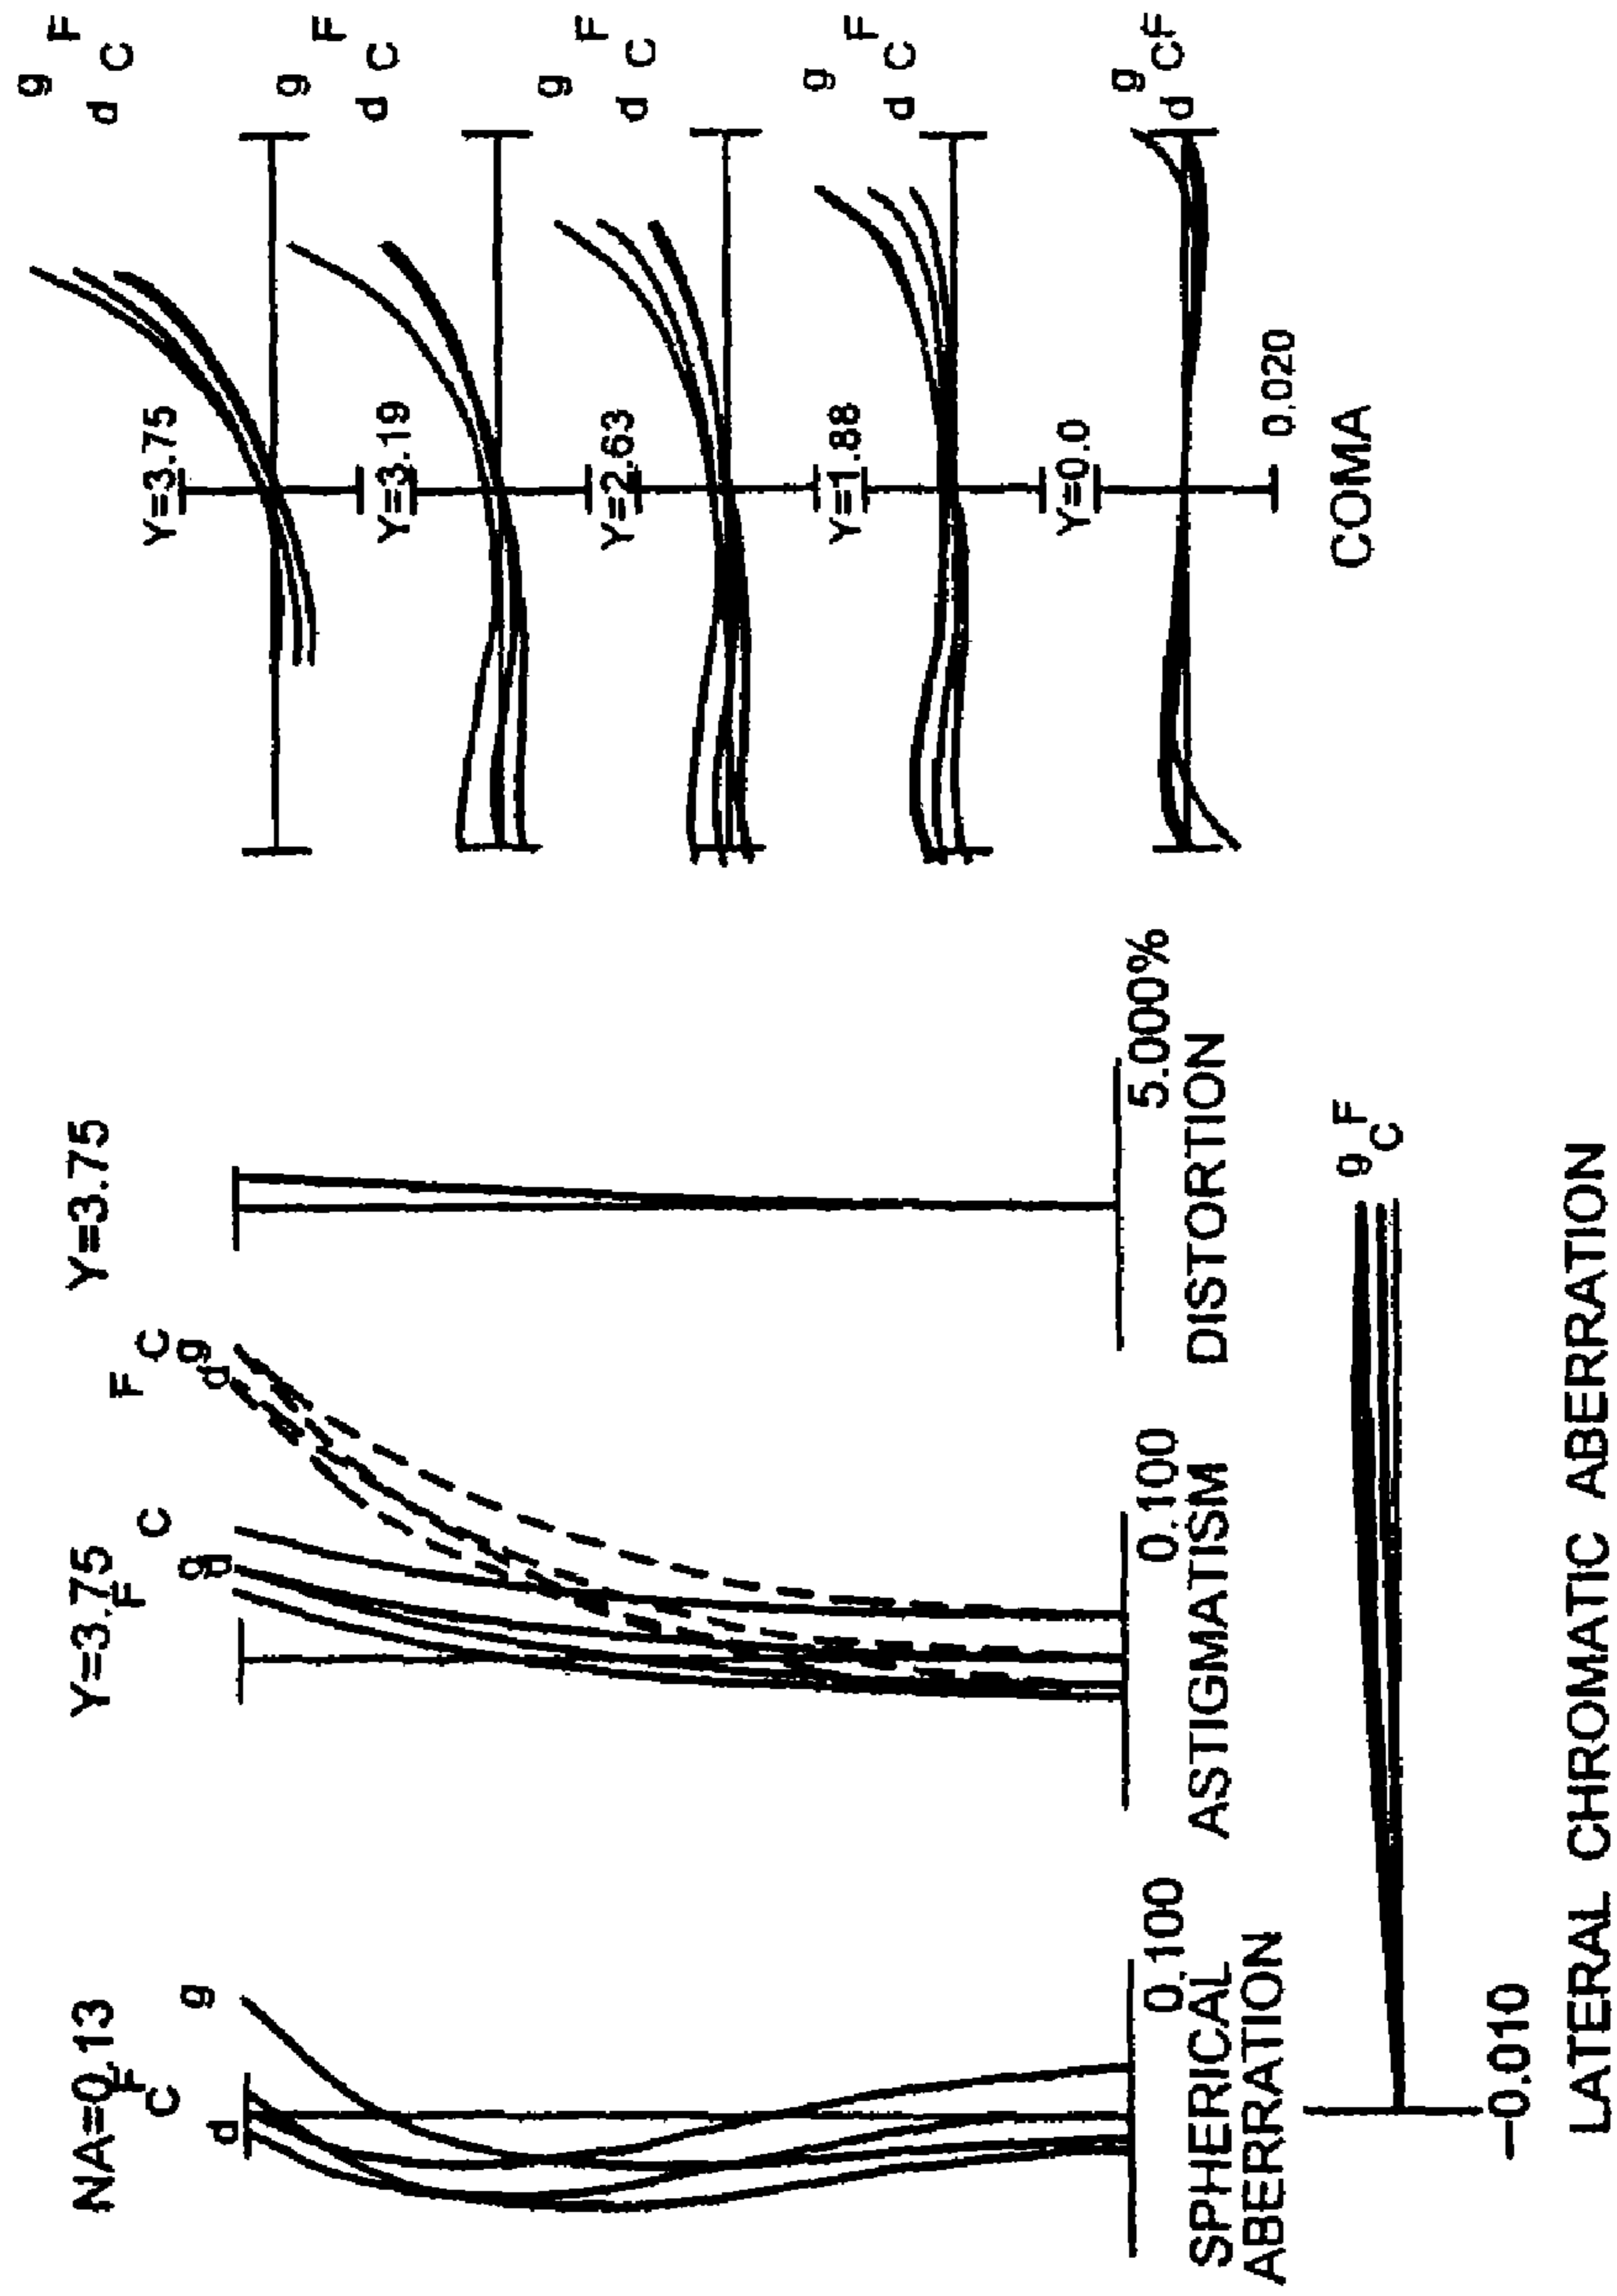 NA=0.13
F
C
d
g
0.100
SPHERICAL
ABERRATION
Y=3.75
F
g
d
C
F
C
g
d
0.100
ASTIGMATISM
Y=3.75
5.000%
DISTORTION
Y=3.75
g
F
d
C
Y=3.19
g
F
d
C
Y=2.63
g
F
d
C
Y=1.88
g
F
d
C
Y=0.0
g
F
d
C
0.020
COMA
g
F
C
−0.010
LATERAL CHROMATIC ABERRATION